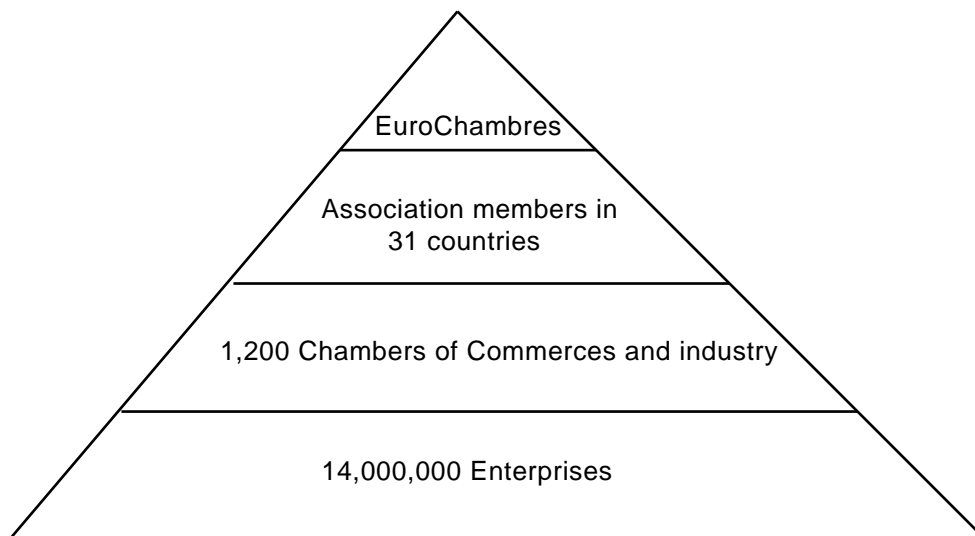 EuroChambres
Association members in
31 countries
1,200 Chambers of Commerces and industry
14,000,000 Enterprises